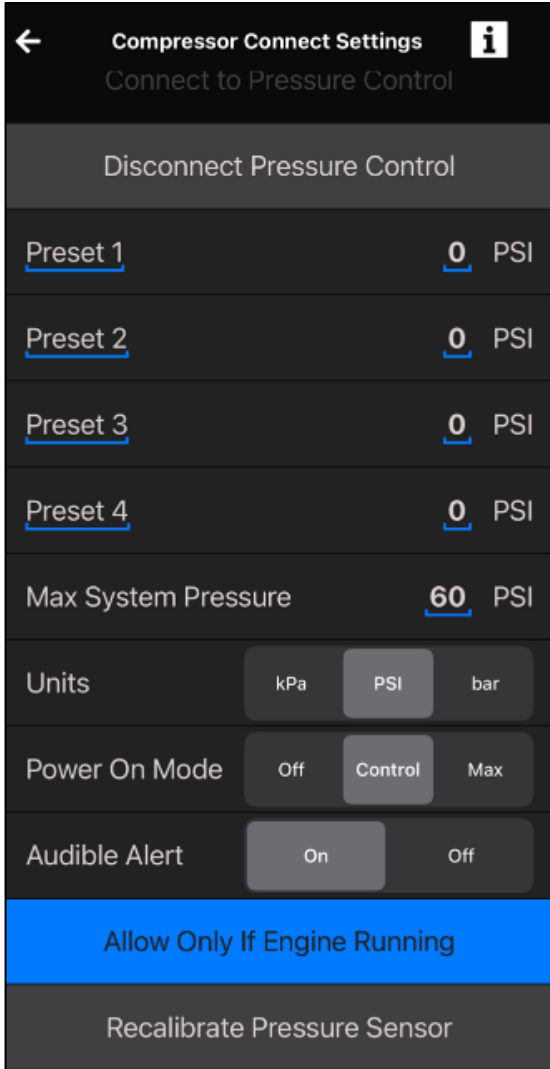 Compressor Connect Settings i
Connect to Pressure Control
Disconnect Pressure Control
Preset 1 0 PSI
Preset 2 0 PSI
Preset 3 0 PSI
Preset 4 0 PSI
Max System Pressure 60 PSI
Units kPa PSI bar
Power On Mode Off Control Max
Audible Alert On Off
Allow Only If Engine Running
Recalibrate Pressure Sensor